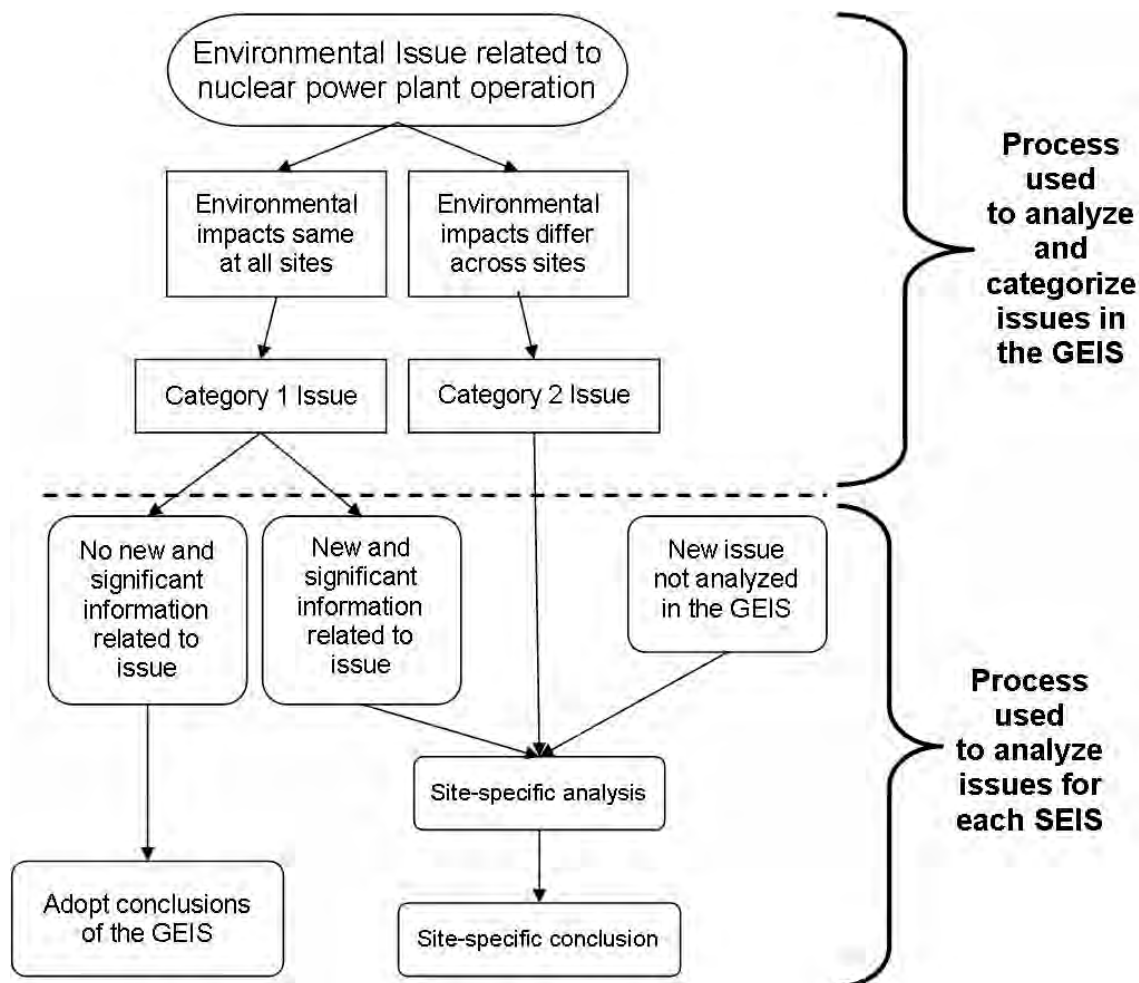 Environmental Issue related to
nuclear power plant operation
Environmental
impacts same
at all sites
Environmental
impacts differ
across sites
Category 1 Issue
Category 2 Issue
Process
used
to analyze
and
categorize
issues in
the GEIS
No new and
significant
information
related to
issue
New and
significant
information
related to
issue
New issue
not analyzed
in the GEIS
Site-specific analysis
Adopt conclusions
of the GEIS
Site-specific conclusion
Process
used
to analyze
issues for
each SEIS